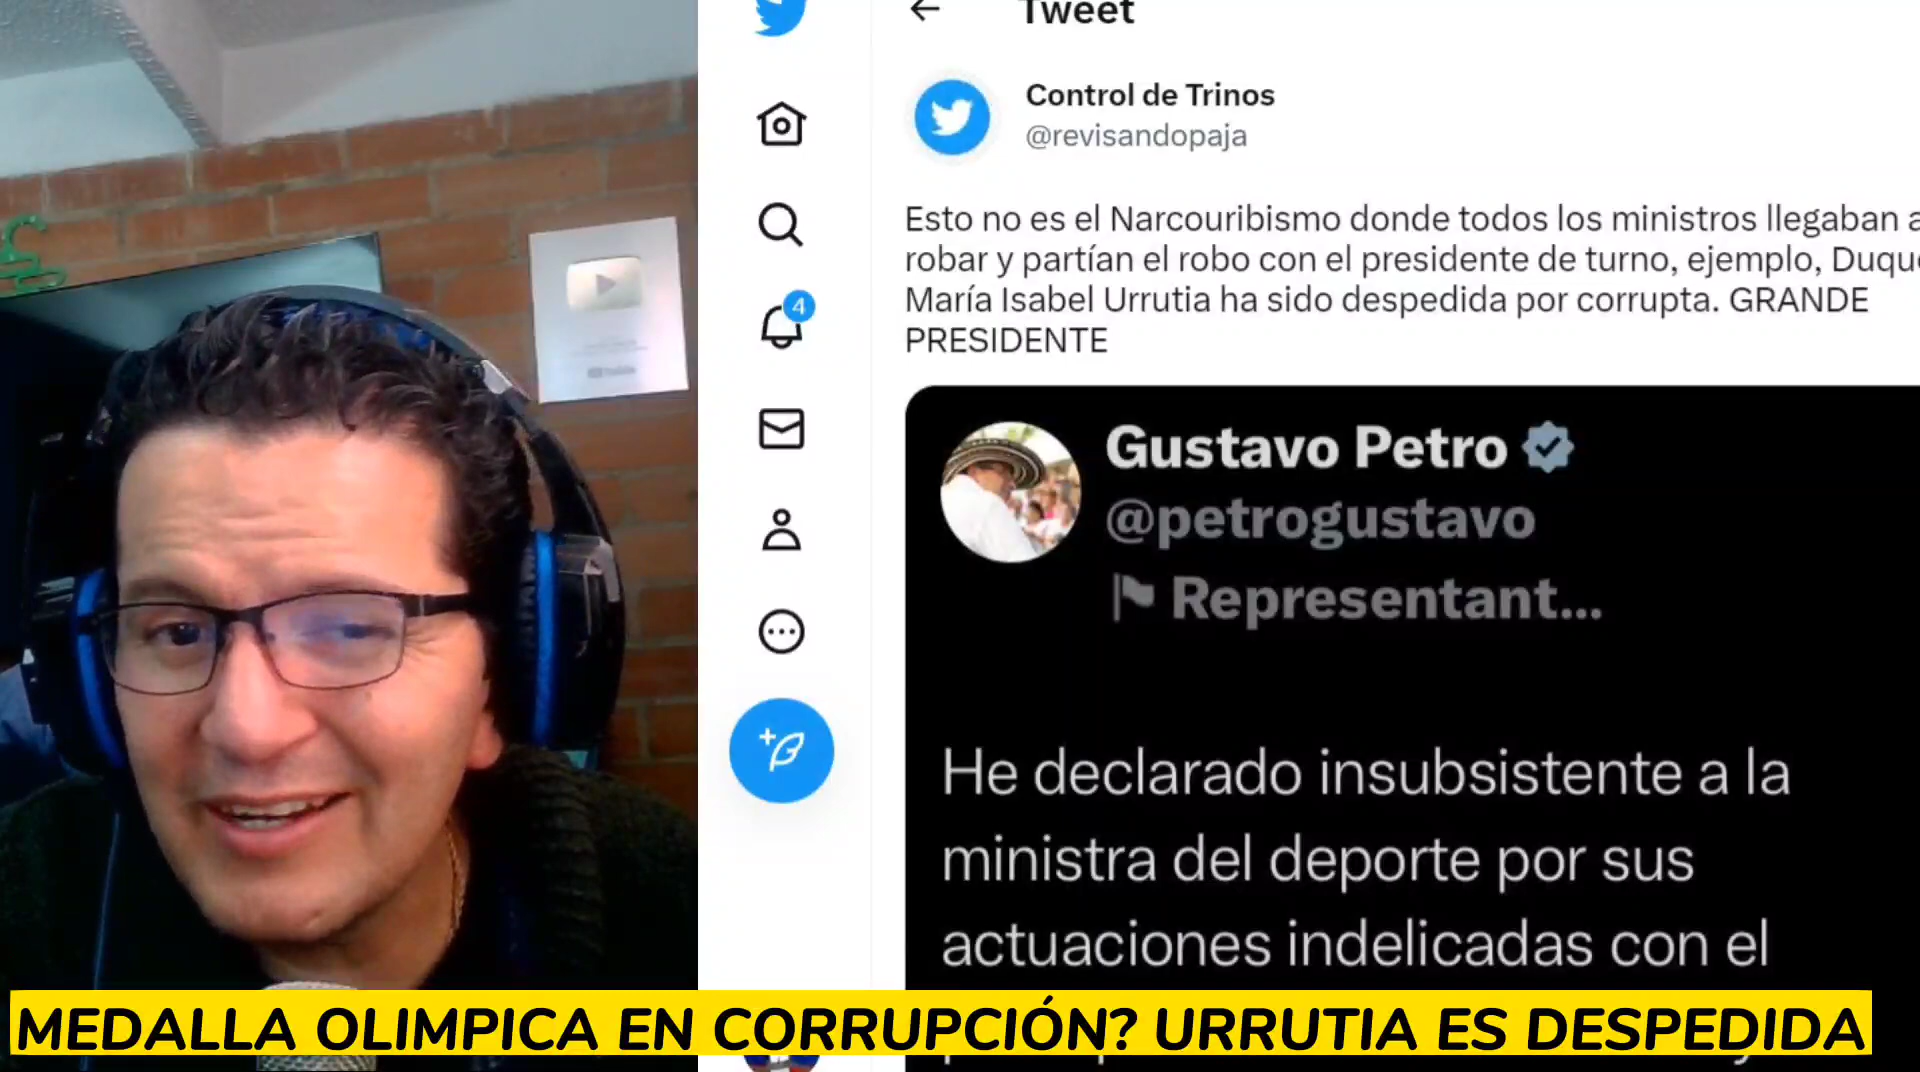 Tweet
Control de Trinos
@revisandopaja
Esto no es el Narcouribismo donde todos los ministros llegaban a
robar y partían el robo con el presidente de turno, ejemplo, Duque
María Isabel Urrutia ha sido despedida por corrupta. GRANDE
PRESIDENTE
4
Gustavo Petro
@petrogustavo
Representant...
He declarado insubsistente a la
ministra del deporte por sus
actuaciones indelicadas con el
MEDALLA OLIMPICA EN CORRUPCIÓN? URRUTIA ES DESPEDIDA